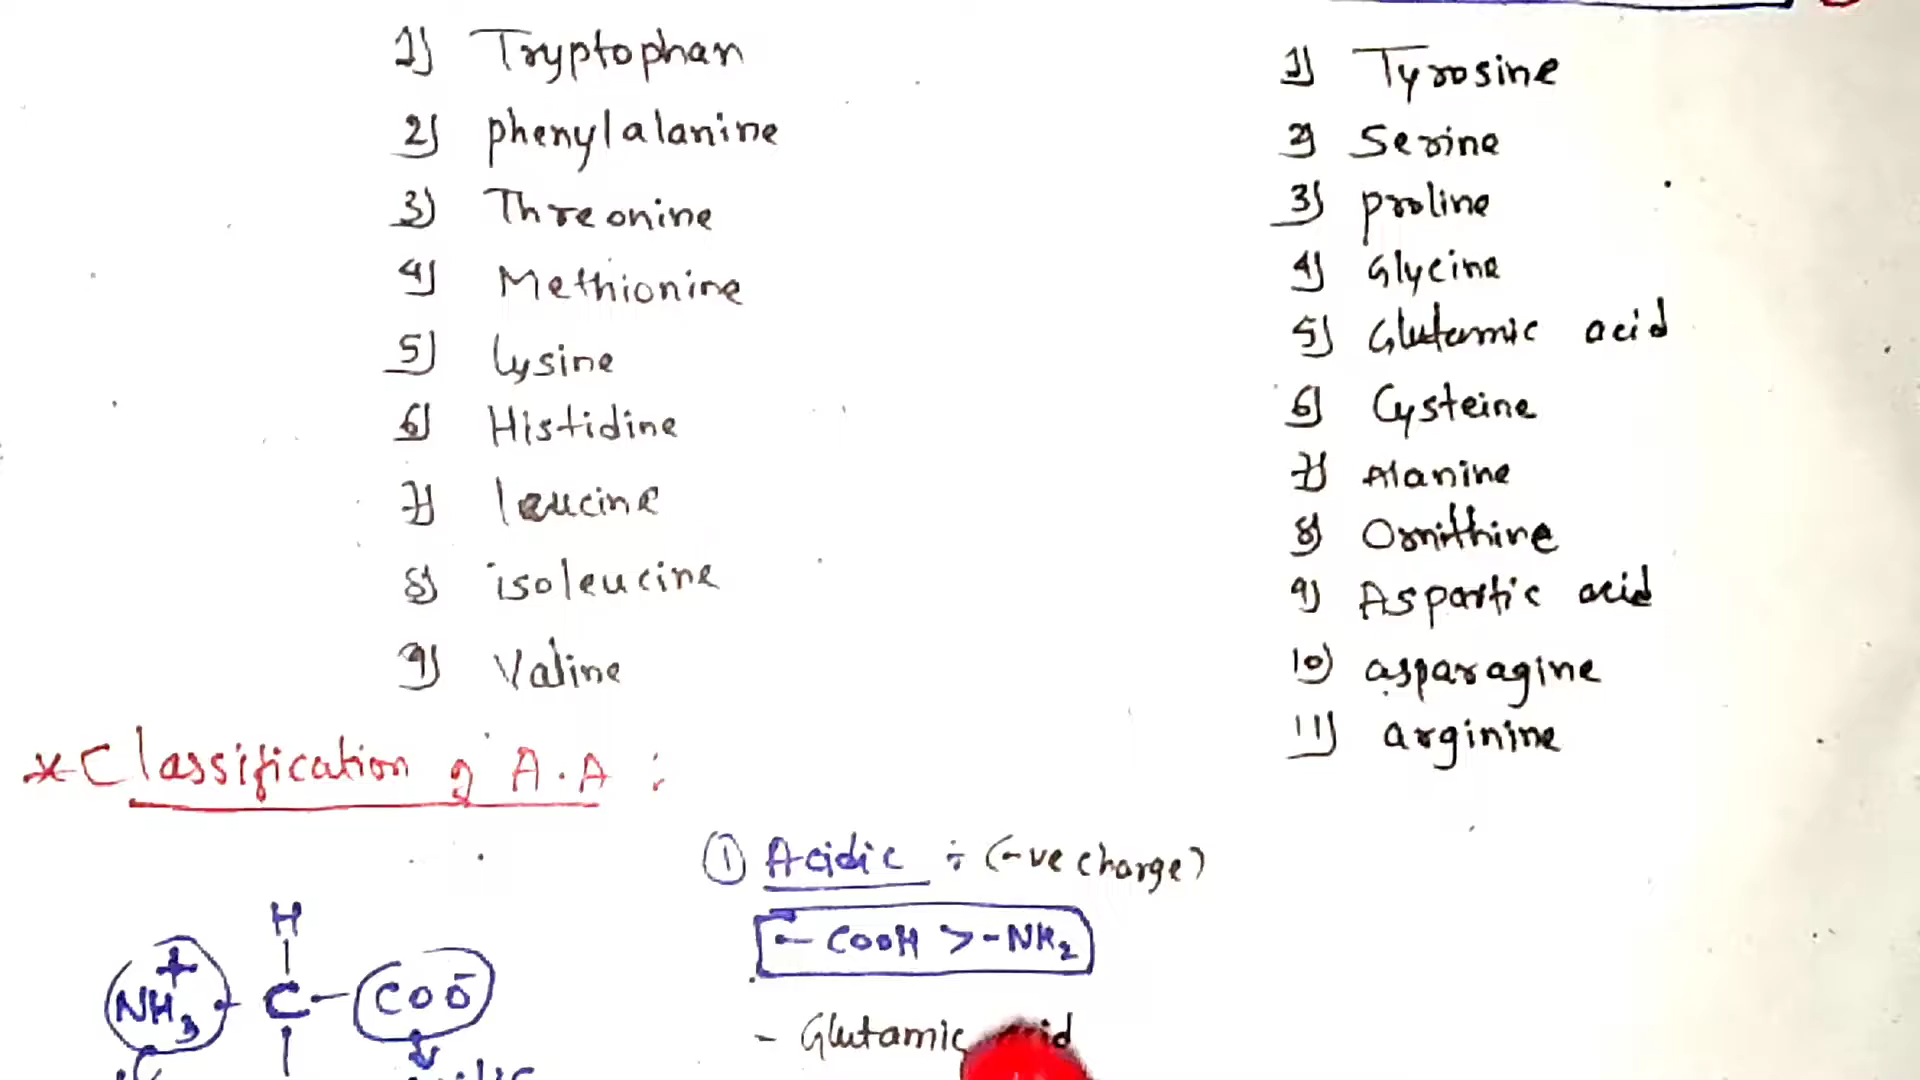 1) Tryptophan
2) phenylalanine
3) Threonine
4) Methionine
5) Lysine
6) Histidine
7) leucine
8) isoleucine
9) Valine
1) Tyrosine
2) Serine
3) proline
4) Glycine
5) Glutamic acid
6) Cysteine
7) Alanine
8) Ornithine
9) Aspartic acid
10) asparagine
11) arginine
* Classification of A.A :
① Acidic : (-ve charge)
- COOH > -NH₂
- Glutamic acid
H
+
NH₃ - C - COO⁻